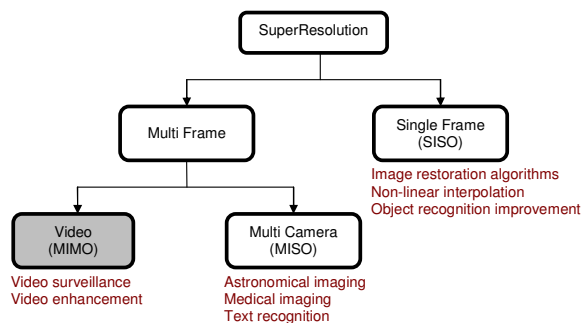 SuperResolution
Multi Frame
Single Frame
(SISO)
Image restoration algorithms
Non-linear interpolation
Object recognition improvement
Video
(MIMO)
Video surveillance
Video enhancement
Multi Camera
(MISO)
Astronomical imaging
Medical imaging
Text recognition